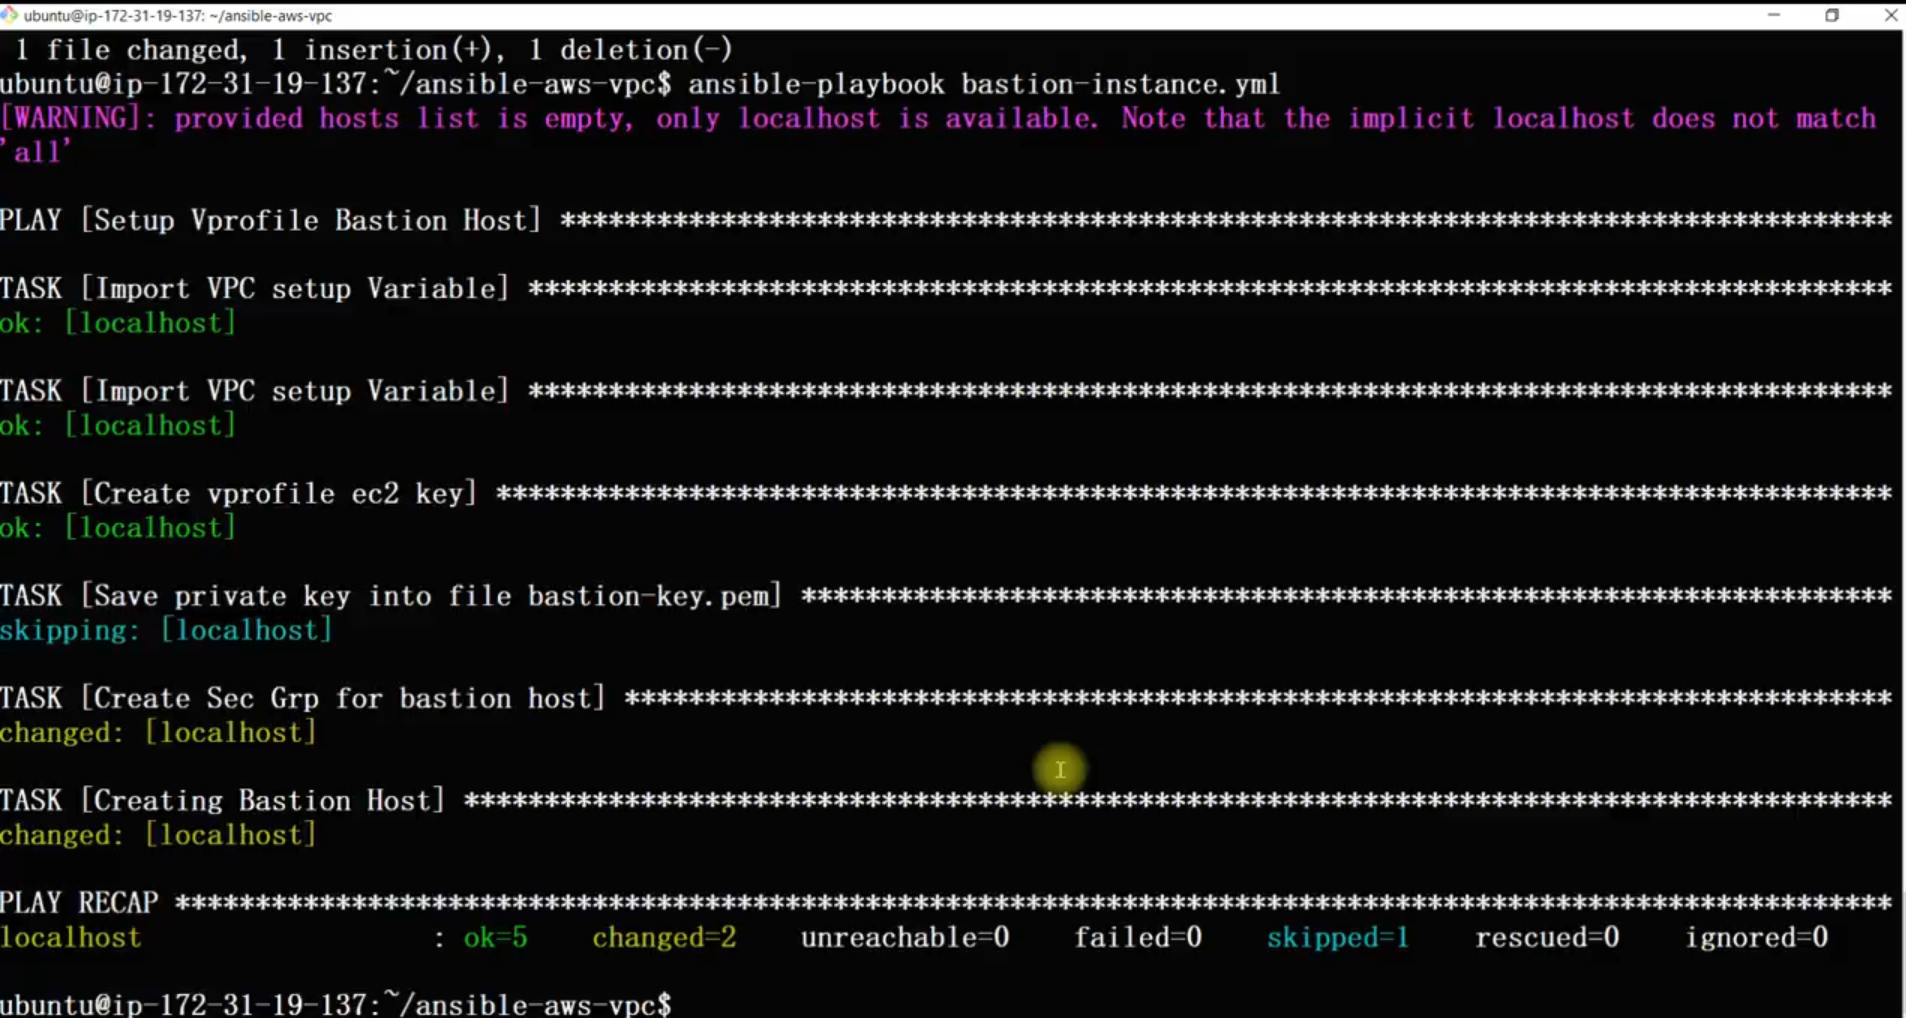 ubuntu@ip-172-31-19-137: ~/ansible-aws-vpc
1 file changed, 1 insertion(+), 1 deletion(-)
ubuntu@ip-172-31-19-137:~/ansible-aws-vpc$ ansible-playbook bastion-instance.yml
[WARNING]: provided hosts list is empty, only localhost is available. Note that the implicit localhost does not match
'all'
PLAY [Setup Vprofile Bastion Host] ***********************************************************************************
TASK [Import VPC setup Variable] *************************************************************************************
ok: [localhost]
TASK [Import VPC setup Variable] *************************************************************************************
ok: [localhost]
TASK [Create vprofile ec2 key] ***************************************************************************************
ok: [localhost]
TASK [Save private key into file bastion-key.pem] ********************************************************************
skipping: [localhost]
TASK [Create Sec Grp for bastion host] *******************************************************************************
changed: [localhost]
TASK [Creating Bastion Host] *****************************************************************************************
changed: [localhost]
PLAY RECAP ***********************************************************************************************************
localhost : ok=5 changed=2 unreachable=0 failed=0 skipped=1 rescued=0 ignored=0
ubuntu@ip-172-31-19-137:~/ansible-aws-vpc$